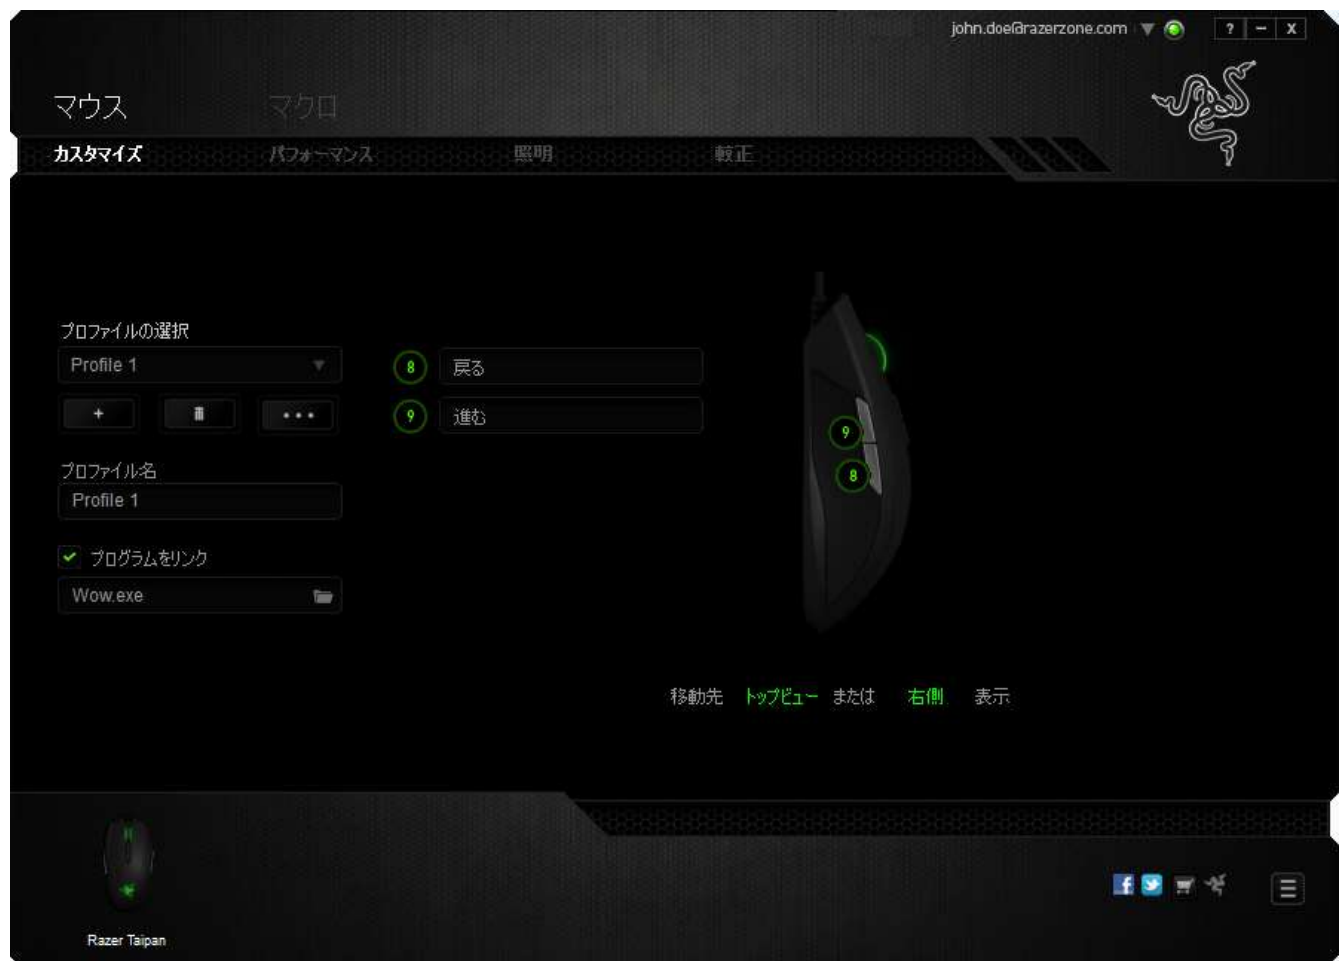 john.doe@razerzone.com
? − X
マウス マクロ
カスタマイズ パフォーマンス 照明 較正
プロファイルの選択
Profile 1
8 戻る
+ •••
9 進む
9
8
プロファイル名
Profile 1
プログラムをリンク
Wow.exe
移動先 トップビュー または 右側 表示
Razer Taipan